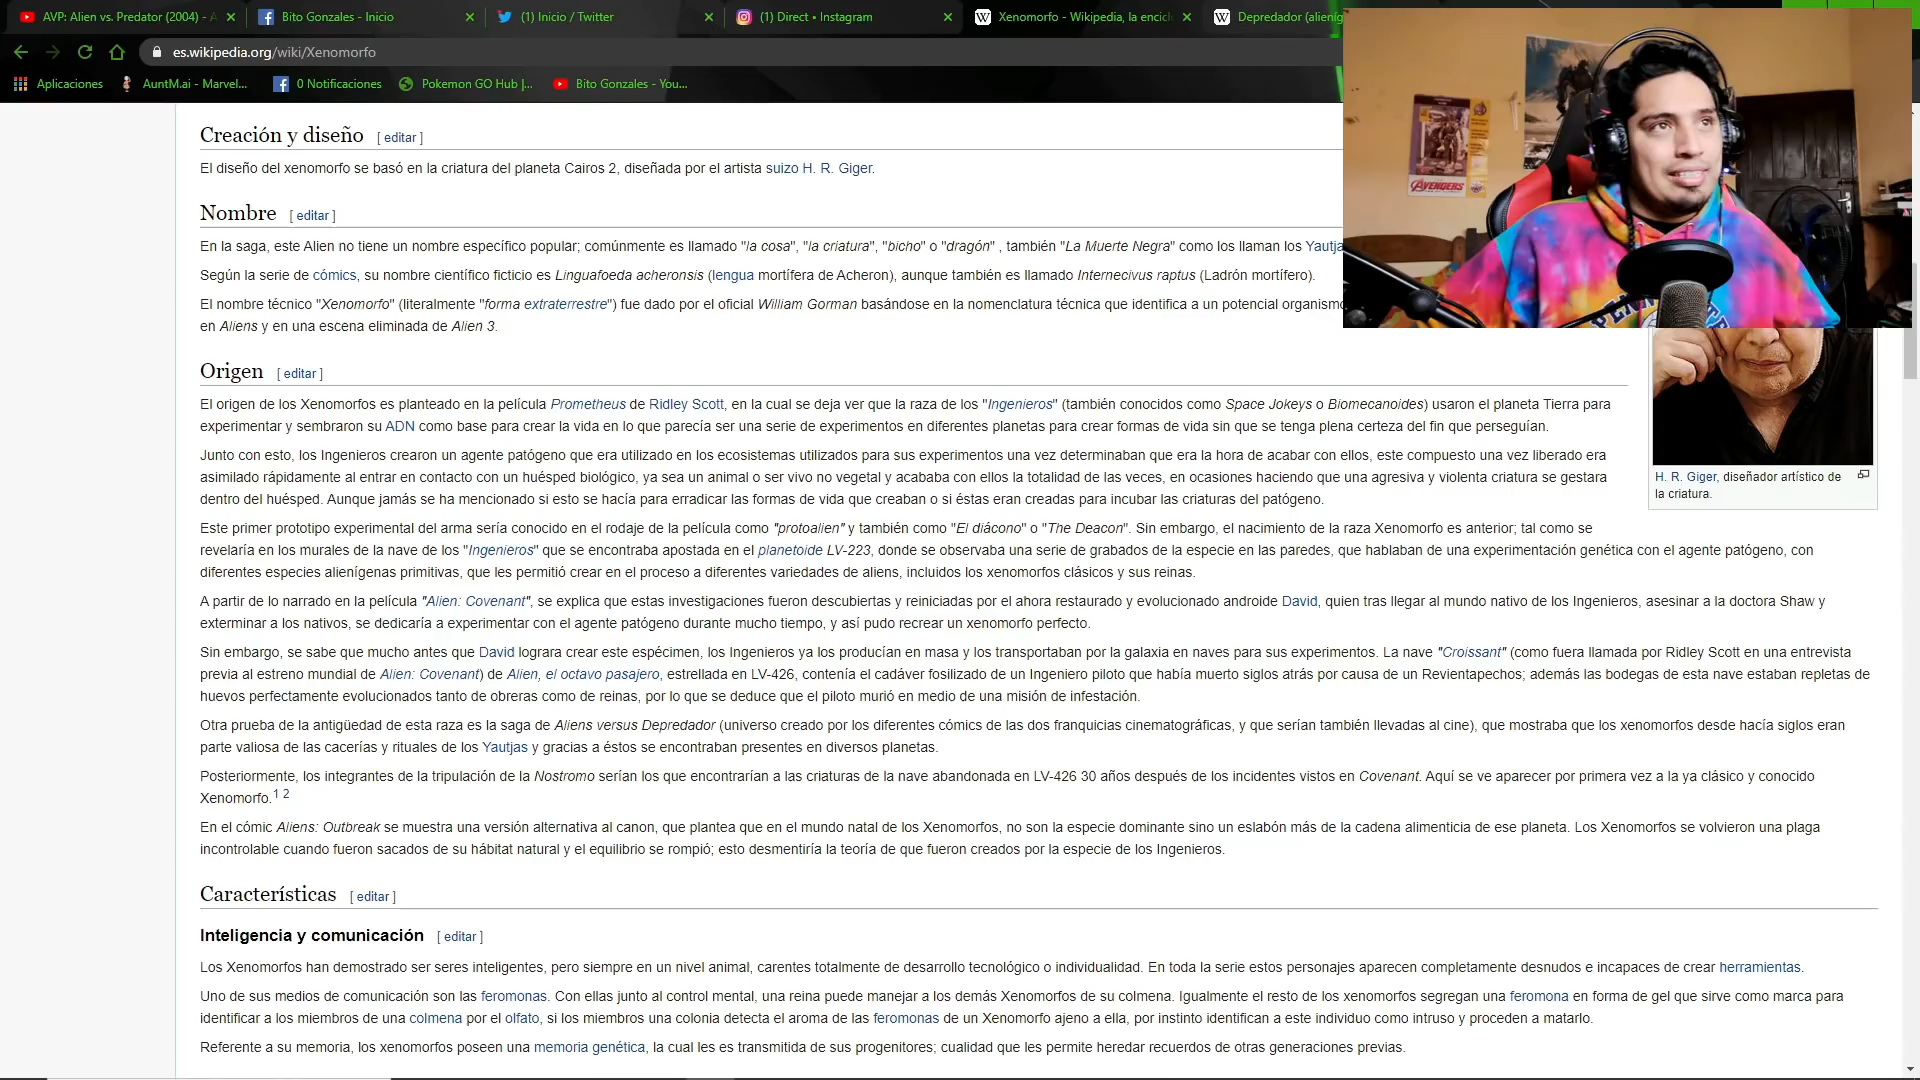 AVP: Alien vs. Predator (2004) - A
Bito Gonzales - Inicio
(1) Inicio / Twitter
(1) Direct • Instagram
Xenomorfo - Wikipedia, la encicl
Depredador (alieníg
es.wikipedia.org/wiki/Xenomorfo
Aplicaciones
AuntM.ai - Marvel...
0 Notificaciones
Pokemon GO Hub |...
Bito Gonzales - You...
AVENGERS
Creación y diseño [ editar ]
El diseño del xenomorfo se basó en la criatura del planeta Cairos 2, diseñada por el artista suizo H. R. Giger.
Nombre [ editar ]
En la saga, este Alien no tiene un nombre específico popular; comúnmente es llamado "la cosa", "la criatura", "bicho" o "dragón" , también "La Muerte Negra" como los llaman los Yautja
Según la serie de cómics, su nombre científico ficticio es Linguafoeda acheronsis (lengua mortífera de Acheron), aunque también es llamado Internecivus raptus (Ladrón mortífero).
El nombre técnico "Xenomorfo" (literalmente "forma extraterrestre") fue dado por el oficial William Gorman basándose en la nomenclatura técnica que identifica a un potencial organismo
en Aliens y en una escena eliminada de Alien 3.
Origen [ editar ]
El origen de los Xenomorfos es planteado en la película Prometheus de Ridley Scott, en la cual se deja ver que la raza de los "Ingenieros" (también conocidos como Space Jokeys o Biomecanoides) usaron el planeta Tierra para
experimentar y sembraron su ADN como base para crear la vida en lo que parecía ser una serie de experimentos en diferentes planetas para crear formas de vida sin que se tenga plena certeza del fin que perseguían.
Junto con esto, los Ingenieros crearon un agente patógeno que era utilizado en los ecosistemas utilizados para sus experimentos una vez determinaban que era la hora de acabar con ellos, este compuesto una vez liberado era
asimilado rápidamente al entrar en contacto con un huésped biológico, ya sea un animal o ser vivo no vegetal y acababa con ellos la totalidad de las veces, en ocasiones haciendo que una agresiva y violenta criatura se gestara
dentro del huésped. Aunque jamás se ha mencionado si esto se hacía para erradicar las formas de vida que creaban o si éstas eran creadas para incubar las criaturas del patógeno.
H. R. Giger, diseñador artístico de
la criatura.
Este primer prototipo experimental del arma sería conocido en el rodaje de la película como "protoalien" y también como "El diácono" o "The Deacon". Sin embargo, el nacimiento de la raza Xenomorfo es anterior; tal como se
revelaría en los murales de la nave de los "Ingenieros" que se encontraba apostada en el planetoide LV-223, donde se observaba una serie de grabados de la especie en las paredes, que hablaban de una experimentación genética con el agente patógeno, con
diferentes especies alienígenas primitivas, que les permitió crear en el proceso a diferentes variedades de aliens, incluidos los xenomorfos clásicos y sus reinas.
A partir de lo narrado en la película "Alien: Covenant", se explica que estas investigaciones fueron descubiertas y reiniciadas por el ahora restaurado y evolucionado androide David, quien tras llegar al mundo nativo de los Ingenieros, asesinar a la doctora Shaw y
exterminar a los nativos, se dedicaría a experimentar con el agente patógeno durante mucho tiempo, y así pudo recrear un xenomorfo perfecto.
Sin embargo, se sabe que mucho antes que David lograra crear este espécimen, los Ingenieros ya los producían en masa y los transportaban por la galaxia en naves para sus experimentos. La nave "Croissant" (como fuera llamada por Ridley Scott en una entrevista
previa al estreno mundial de Alien: Covenant) de Alien, el octavo pasajero, estrellada en LV-426, contenía el cadáver fosilizado de un Ingeniero piloto que había muerto siglos atrás por causa de un Revientapechos; además las bodegas de esta nave estaban repletas de
huevos perfectamente evolucionados tanto de obreras como de reinas, por lo que se deduce que el piloto murió en medio de una misión de infestación.
Otra prueba de la antigüedad de esta raza es la saga de Aliens versus Depredador (universo creado por los diferentes cómics de las dos franquicias cinematográficas, y que serían también llevadas al cine), que mostraba que los xenomorfos desde hacía siglos eran
parte valiosa de las cacerías y rituales de los Yautjas y gracias a éstos se encontraban presentes en diversos planetas.
Posteriormente, los integrantes de la tripulación de la Nostromo serían los que encontrarían a las criaturas de la nave abandonada en LV-426 30 años después de los incidentes vistos en Covenant. Aquí se ve aparecer por primera vez a la ya clásico y conocido
Xenomorfo.1 2
En el cómic Aliens: Outbreak se muestra una versión alternativa al canon, que plantea que en el mundo natal de los Xenomorfos, no son la especie dominante sino un eslabón más de la cadena alimenticia de ese planeta. Los Xenomorfos se volvieron una plaga
incontrolable cuando fueron sacados de su hábitat natural y el equilibrio se rompió; esto desmentiría la teoría de que fueron creados por la especie de los Ingenieros.
Características [ editar ]
Inteligencia y comunicación [ editar ]
Los Xenomorfos han demostrado ser seres inteligentes, pero siempre en un nivel animal, carentes totalmente de desarrollo tecnológico o individualidad. En toda la serie estos personajes aparecen completamente desnudos e incapaces de crear herramientas.
Uno de sus medios de comunicación son las feromonas. Con ellas junto al control mental, una reina puede manejar a los demás Xenomorfos de su colmena. Igualmente el resto de los xenomorfos segregan una feromona en forma de gel que sirve como marca para
identificar a los miembros de una colmena por el olfato, si los miembros una colonia detecta el aroma de las feromonas de un Xenomorfo ajeno a ella, por instinto identifican a este individuo como intruso y proceden a matarlo.
Referente a su memoria, los xenomorfos poseen una memoria genética, la cual les es transmitida de sus progenitores; cualidad que les permite heredar recuerdos de otras generaciones previas.